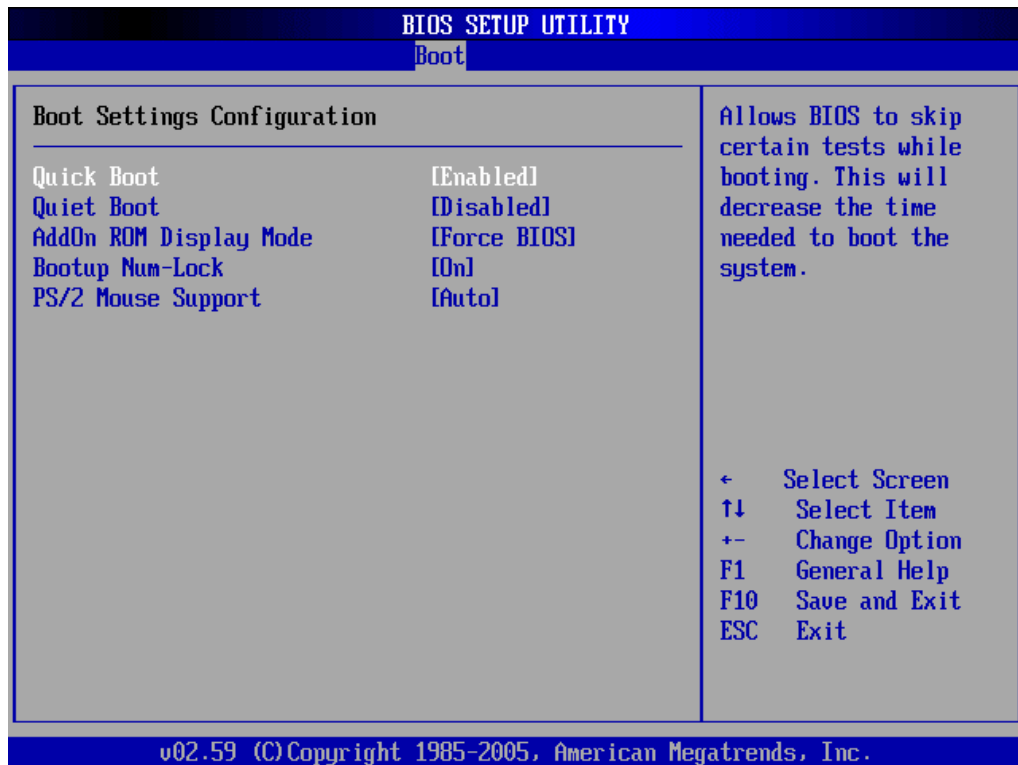 BIOS SETUP UTILITY
Boot
Boot Settings Configuration
Quick Boot [Enabled]
Quiet Boot [Disabled]
AddOn ROM Display Mode [Force BIOS]
Bootup Num-Lock [On]
PS/2 Mouse Support [Auto]
Allows BIOS to skip
certain tests while
booting. This will
decrease the time
needed to boot the
system.
← Select Screen
↑↓ Select Item
+- Change Option
F1 General Help
F10 Save and Exit
ESC Exit
v02.59 (C)Copyright 1985-2005, American Megatrends, Inc.